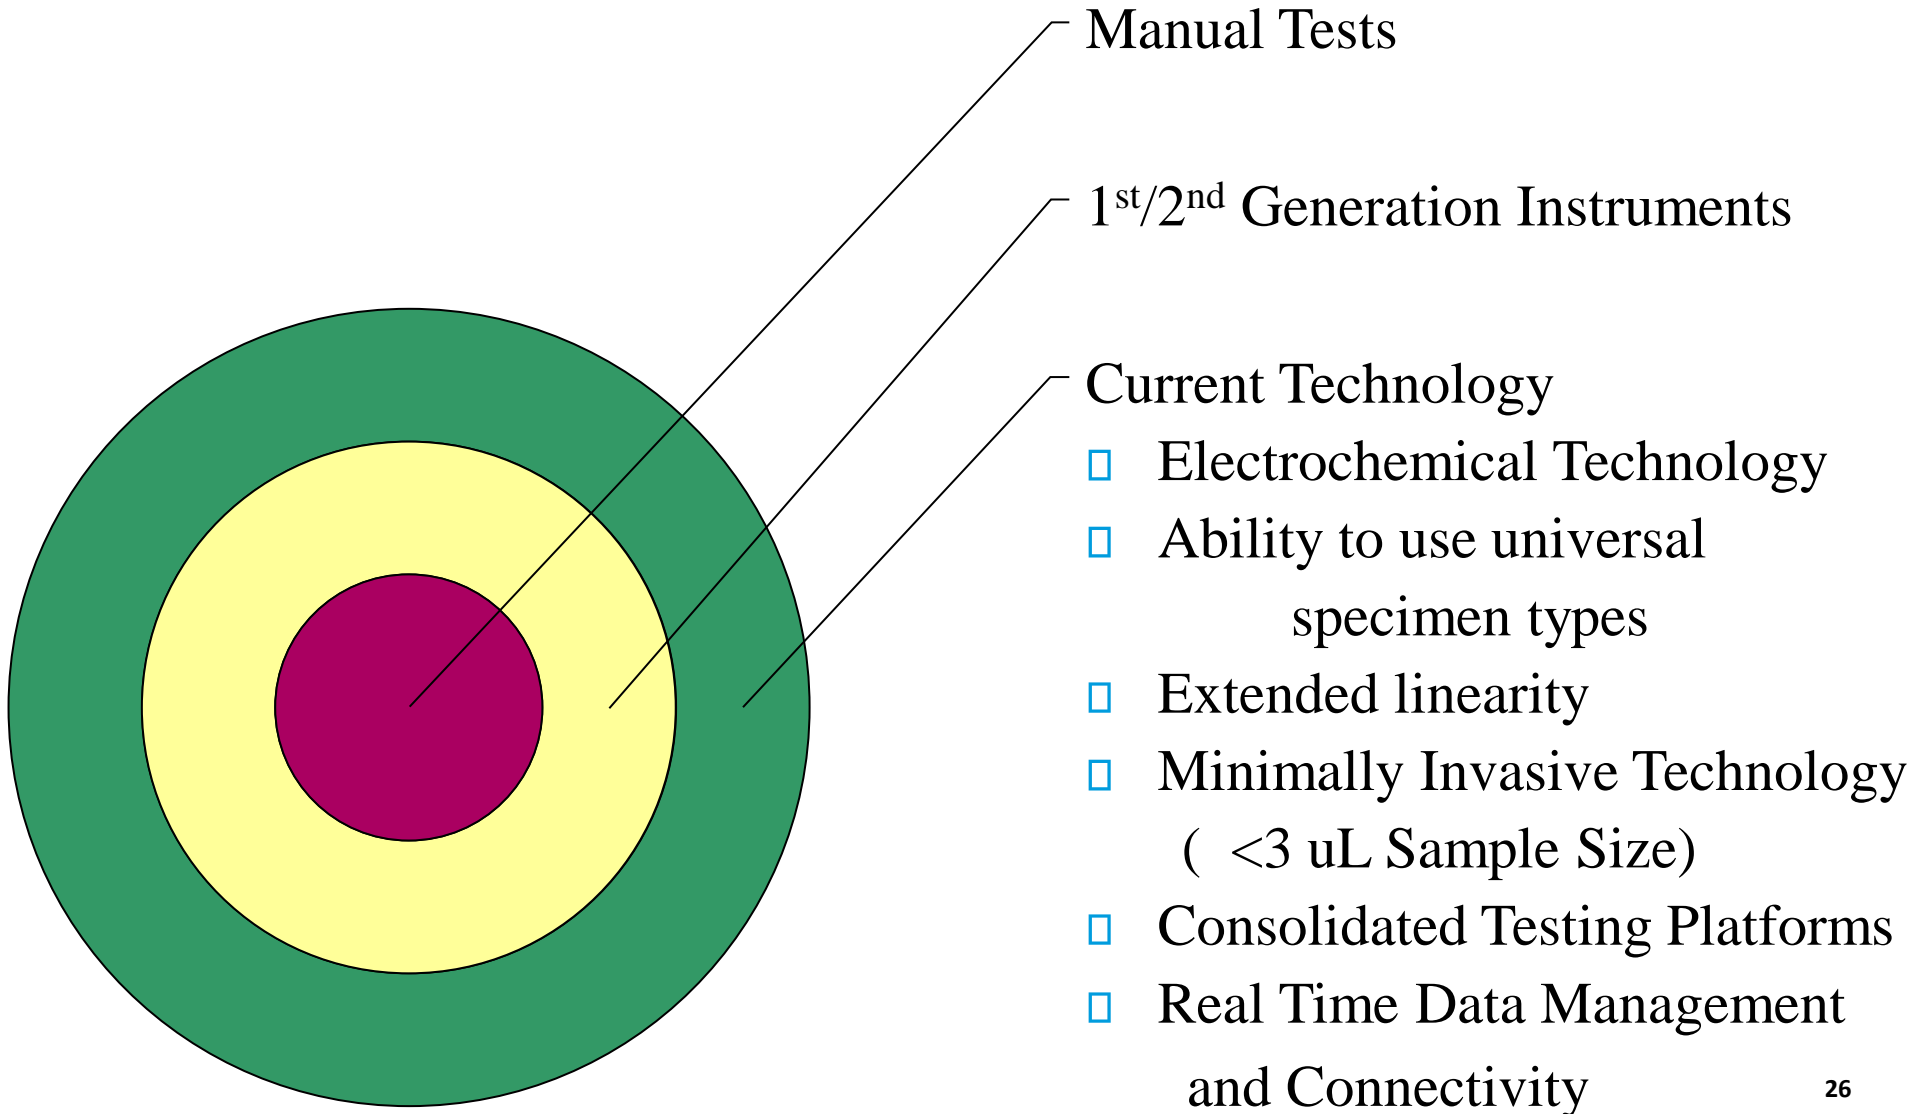 Manual Tests
1st/2nd Generation Instruments
Current Technology
Electrochemical Technology
Ability to use universal
specimen types
Extended linearity
Minimally Invasive Technology
( <3 uL Sample Size)
Consolidated Testing Platforms
Real Time Data Management
and Connectivity
26